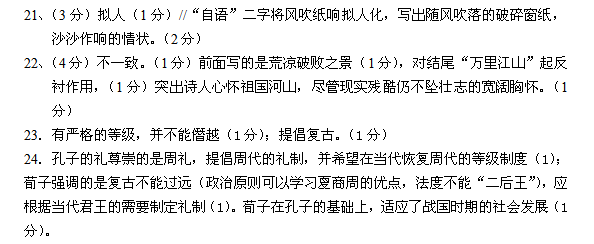 21、（3 分）拟人（1 分）//“自语”二字将风吹纸响拟人化，写出随风吹落的破碎窗纸，
沙沙作响的情状。（2 分）
22、（4 分）不一致。（1 分）前面写的是荒凉破败之景（1 分），对结尾“万里江山”起反
衬作用，（1 分）突出诗人心怀祖国河山，尽管现实残酷仍不坠壮志的宽阔胸怀。（1
分）
23．有严格的等级，并不能僭越（1 分）；提倡复古。（1 分）
24．孔子的礼尊崇的是周礼，提倡周代的礼制，并希望在当代恢复周代的等级制度（1）；
荀子强调的是复古不能过远（政治原则可以学习夏商周的优点，法度不能“二后王”），应
根据当代君王的需要制定礼制（1）。荀子在孔子的基础上，适应了战国时期的社会发展（1
分）。